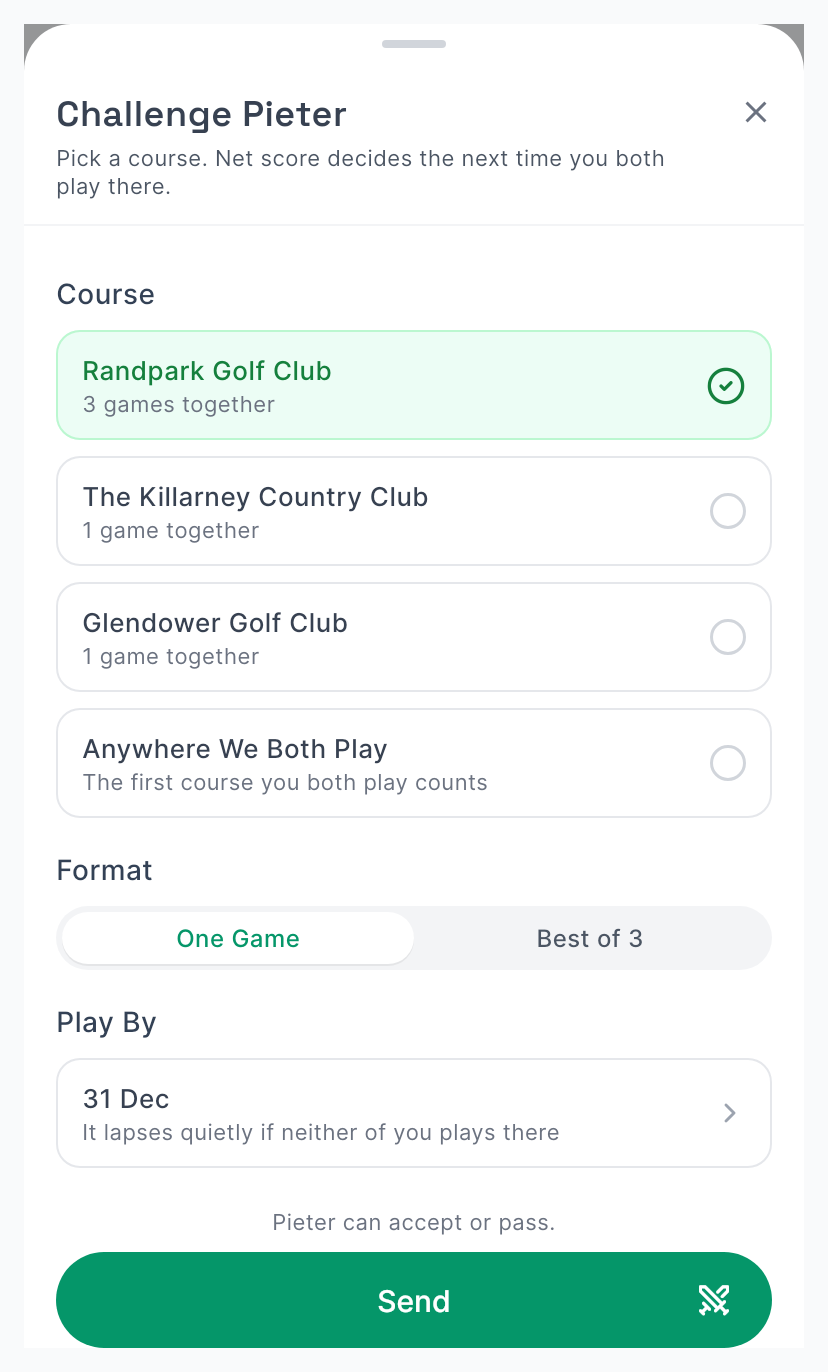 Challenge Pieter
Pick a course. Net score decides the next time you both
play there.
Course
Randpark Golf Club
3 games together
The Killarney Country Club
1 game together
Glendower Golf Club
1 game together
Anywhere We Both Play
The first course you both play counts
Format
One Game
Best of 3
Play By
31 Dec
It lapses quietly if neither of you plays there
Pieter can accept or pass.
Send